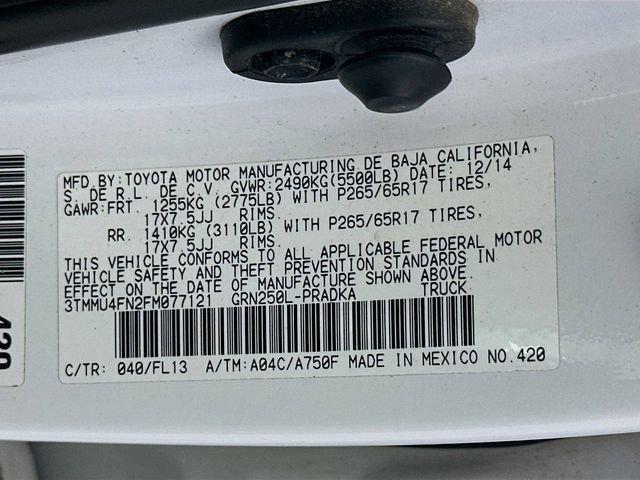 MFD.BY:TOYOTA MOTOR MANUFACTURING DE BAJA CALIFORNIA,
S. DE R.L. DE C.V. GVWR:2490KG(5500LB) DATE: 12/14
GAWR:FRT. 1255KG (2775LB) WITH P265/65R17 TIRES,
17X7.5JJ RIMS.
RR. 1410KG (3110LB) WITH P265/65R17 TIRES,
17X7.5JJ RIMS.
THIS VEHICLE CONFORMS TO ALL APPLICABLE FEDERAL MOTOR
VEHICLE SAFETY AND THEFT PREVENTION STANDARDS IN
EFFECT ON THE DATE OF MANUFACTURE SHOWN ABOVE.
3TMMU4FN2FM077121 GRN250L-PRADKA TRUCK
C/TR: 040/FL13 A/TM:A04C/A750F MADE IN MEXICO NO.420
420